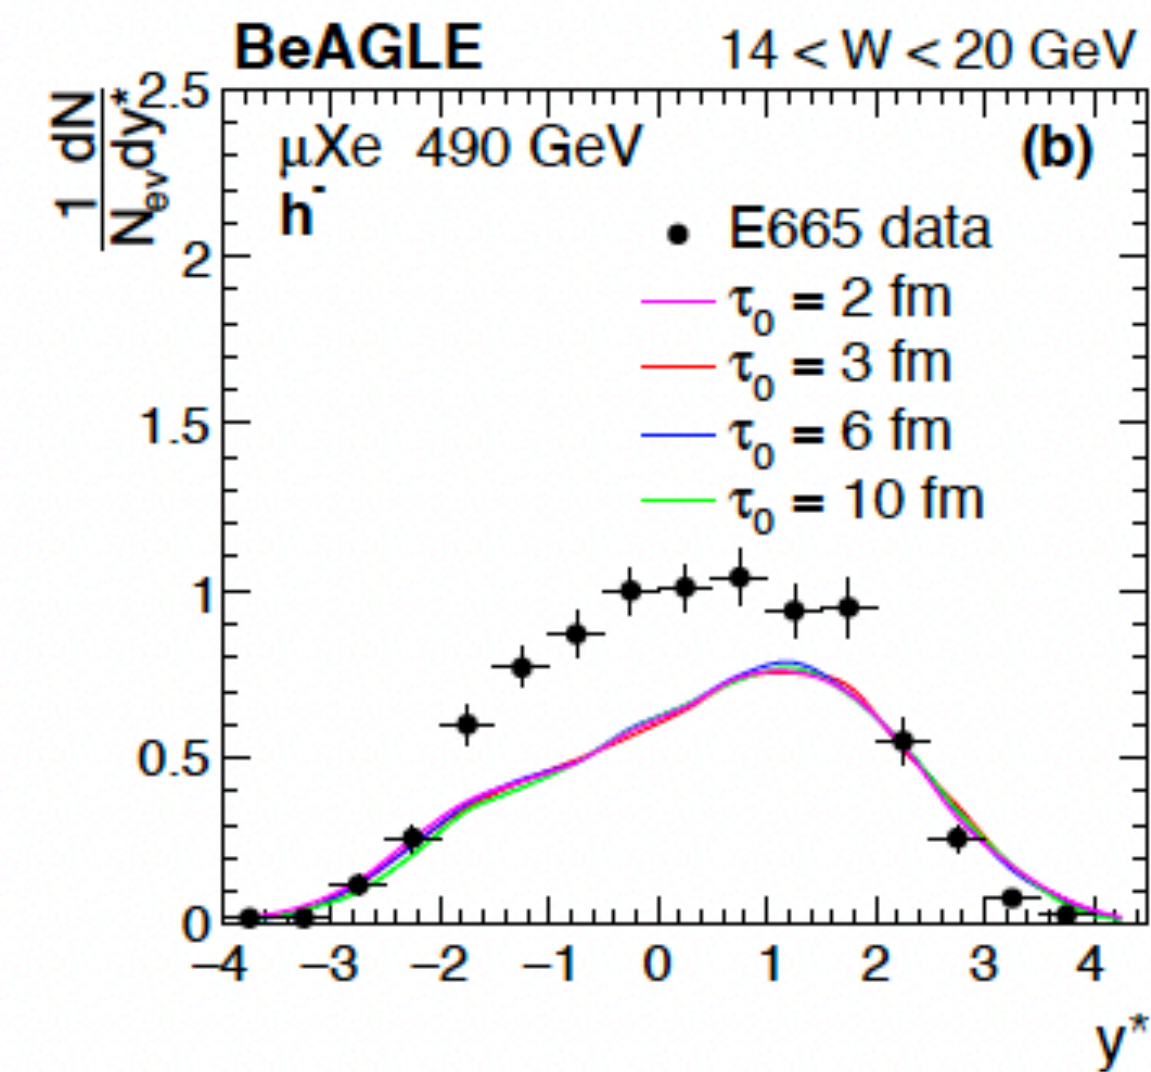 BeAGLE 14 < W < 20 GeV
1 dN
N_ev dy*
μXe 490 GeV (b)
h⁻
E665 data
τ₀ = 2 fm
τ₀ = 3 fm
τ₀ = 6 fm
τ₀ = 10 fm
2.5
2
1.5
1
0.5
0
−4 −3 −2 −1 0 1 2 3 4
y*